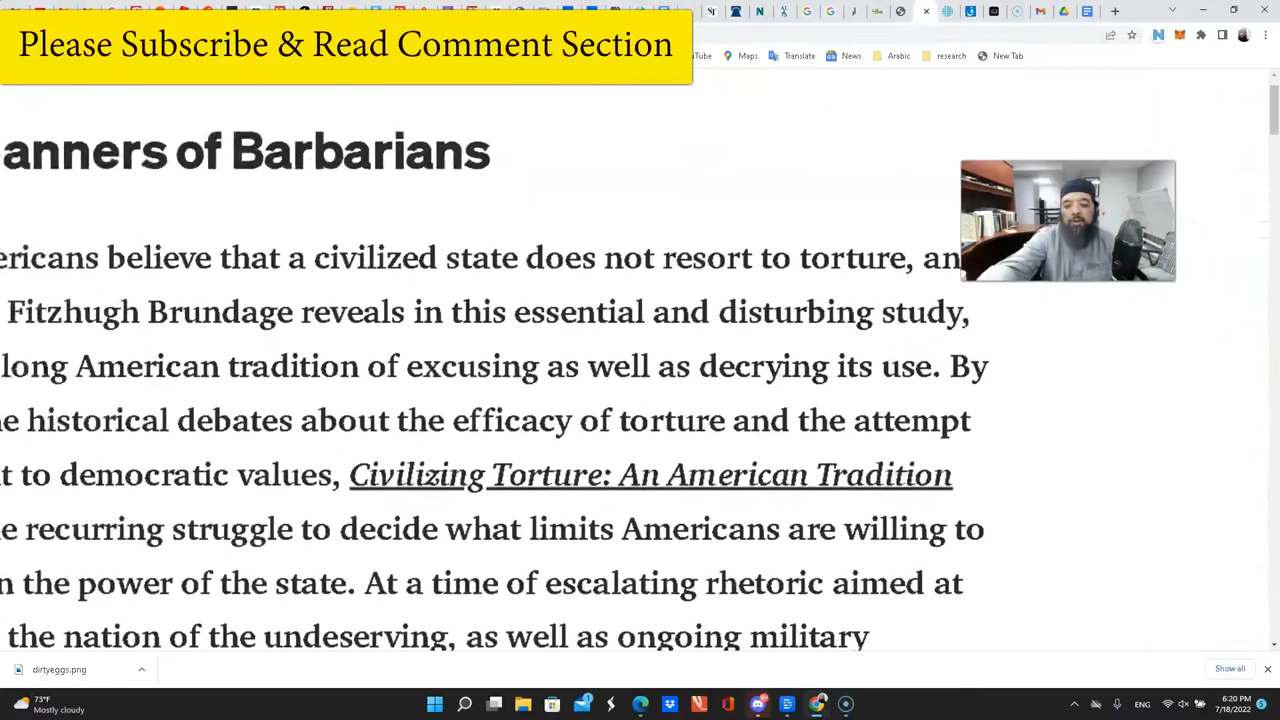 Please Subscribe & Read Comment Section
Maps
Translate
News
Arabic
research
New Tab
anners of Barbarians
ericans believe that a civilized state does not resort to torture, an
Fitzhugh Brundage reveals in this essential and disturbing study,
long American tradition of excusing as well as decrying its use. By
e historical debates about the efficacy of torture and the attempt
t to democratic values, Civilizing Torture: An American Tradition
e recurring struggle to decide what limits Americans are willing to
n the power of the state. At a time of escalating rhetoric aimed at
the nation of the undeserving, as well as ongoing military
dirtyeggs.png
Show all
73°F
Mostly cloudy
ENG
6:20 PM
7/18/2022